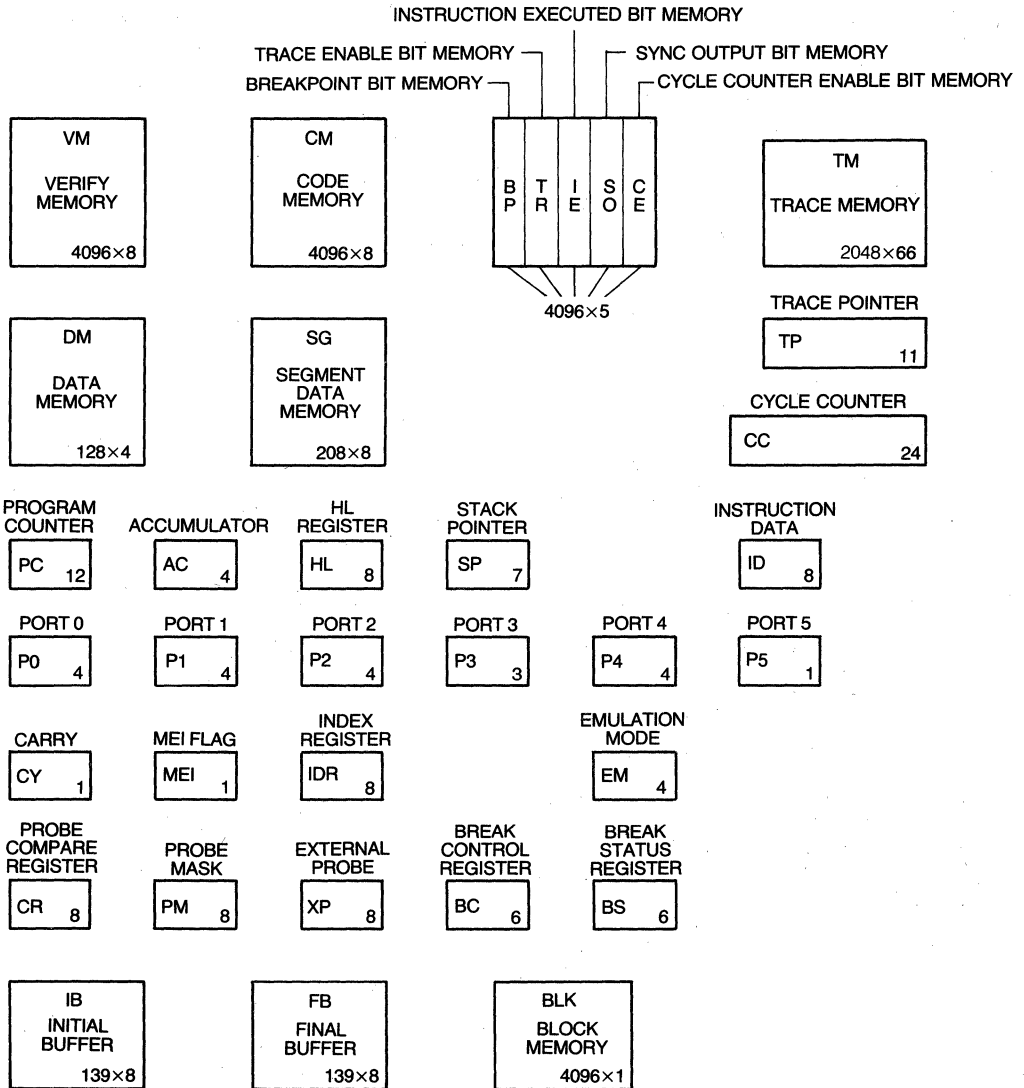 INSTRUCTION EXECUTED BIT MEMORY
TRACE ENABLE BIT MEMORY
SYNC OUTPUT BIT MEMORY
BREAKPOINT BIT MEMORY
CYCLE COUNTER ENABLE BIT MEMORY
VM
VERIFY
MEMORY
4096×8
CM
CODE
MEMORY
4096×8
BP
TR
IE
SO
CE
4096×5
TM
TRACE MEMORY
2048×66
TRACE POINTER
TP
11
DM
DATA
MEMORY
128×4
SG
SEGMENT
DATA
MEMORY
208×8
CYCLE COUNTER
CC
24
PROGRAM
COUNTER
PC 12
ACCUMULATOR
AC 4
HL
REGISTER
HL 8
STACK
POINTER
SP 7
INSTRUCTION
DATA
ID 8
PORT 0
P0 4
PORT 1
P1 4
PORT 2
P2 4
PORT 3
P3 3
PORT 4
P4 4
PORT 5
P5 1
CARRY
CY 1
MEI FLAG
MEI 1
INDEX
REGISTER
IDR 8
EMULATION
MODE
EM 4
PROBE
COMPARE
REGISTER
CR 8
PROBE
MASK
PM 8
EXTERNAL
PROBE
XP 8
BREAK
CONTROL
REGISTER
BC 6
BREAK
STATUS
REGISTER
BS 6
IB
INITIAL
BUFFER
139×8
FB
FINAL
BUFFER
139×8
BLK
BLOCK
MEMORY
4096×1